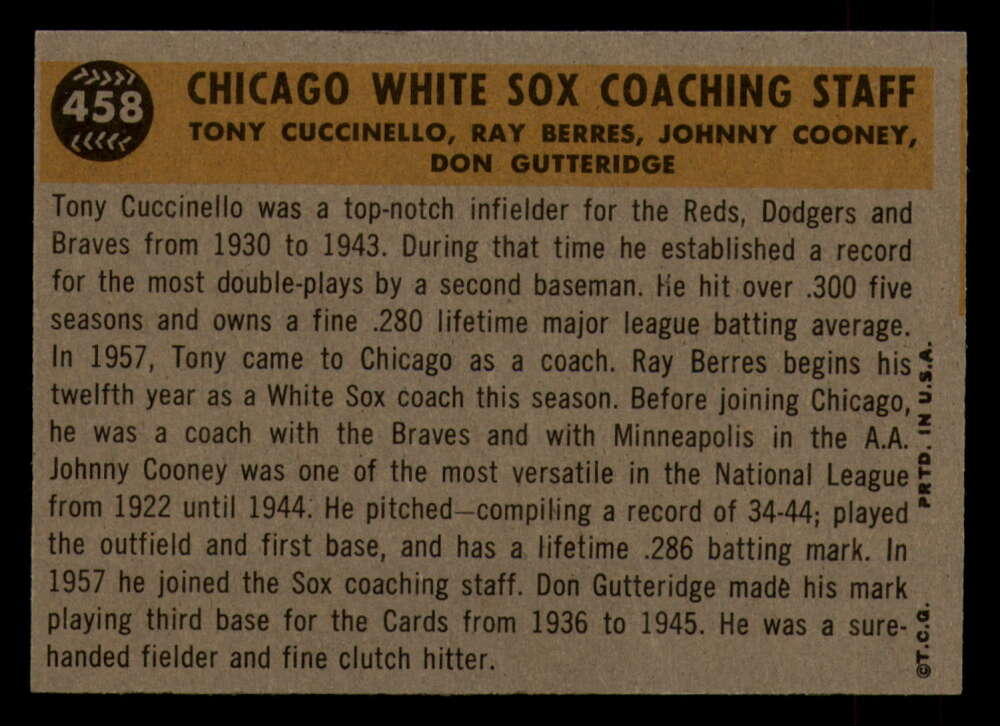 458
CHICAGO WHITE SOX COACHING STAFF
TONY CUCCINELLO, RAY BERRES, JOHNNY COONEY,
DON GUTTERIDGE
Tony Cuccinello was a top-notch infielder for the Reds, Dodgers and
Braves from 1930 to 1943. During that time he established a record
for the most double-plays by a second baseman. He hit over .300 five
seasons and owns a fine .280 lifetime major league batting average.
In 1957, Tony came to Chicago as a coach. Ray Berres begins his
twelfth year as a White Sox coach this season. Before joining Chicago,
he was a coach with the Braves and with Minneapolis in the A.A.
Johnny Cooney was one of the most versatile in the National League
from 1922 until 1944. He pitched—compiling a record of 34-44; played
the outfield and first base, and has a lifetime .286 batting mark. In
1957 he joined the Sox coaching staff. Don Gutteridge made his mark
playing third base for the Cards from 1936 to 1945. He was a sure-
handed fielder and fine clutch hitter.
©T.C.G. PRTD. IN U.S.A.